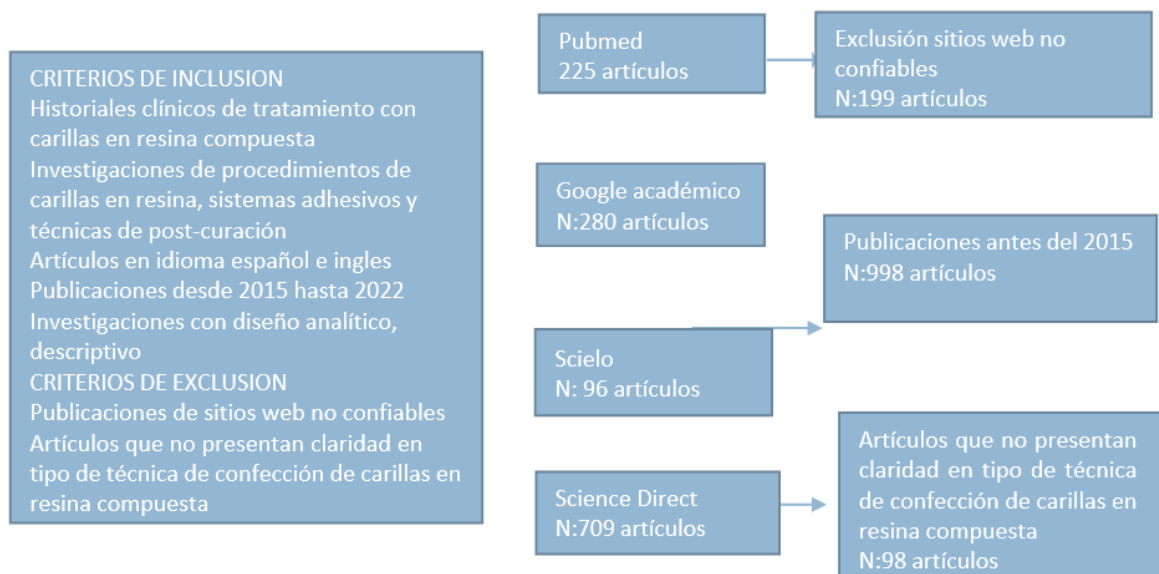 CRITERIOS DE INCLUSION
Historiales clínicos de tratamiento con
carillas en resina compuesta
Investigaciones de procedimientos de
carillas en resina, sistemas adhesivos y
técnicas de post-curación
Artículos en idioma español e ingles
Publicaciones desde 2015 hasta 2022
Investigaciones con diseño analítico,
descriptivo
CRITERIOS DE EXCLUSION
Publicaciones de sitios web no confiables
Artículos que no presentan claridad en
tipo de técnica de confección de carillas en
resina compuesta
Pubmed
225 artículos
Exclusión sitios web no
confiables
N:199 artículos
Google académico
N:280 artículos
Publicaciones antes del 2015
N:998 artículos
Scielo
N: 96 artículos
Science Direct
N:709 artículos
Artículos que no presentan
claridad en tipo de técnica
de confección de carillas en
resina compuesta
N:98 artículos